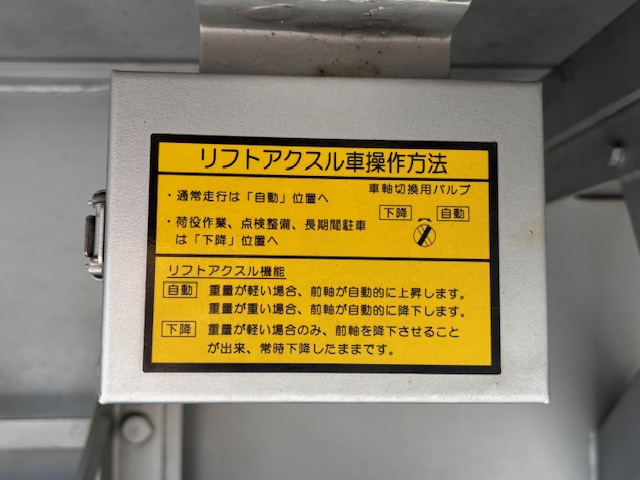 リフトアクスル車操作方法
車軸切換用バルブ
・通常走行は「自動」位置へ
下降 自動
・荷役作業、点検整備、長期間駐車
は「下降」位置へ
リフトアクスル機能
自動 重量が軽い場合、前軸が自動的に上昇します。
重量が重い場合、前軸が自動的に降下します。
下降 重量が軽い場合のみ、前軸を降下させること
が出来、常時下降したままです。